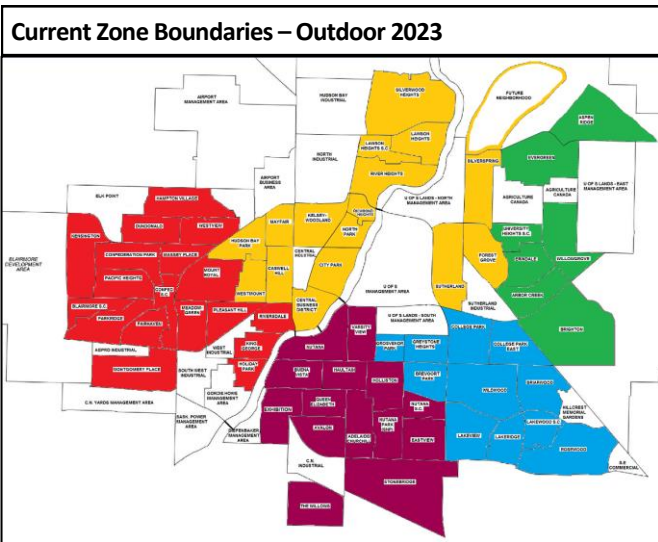 Current Zone Boundaries – Outdoor 2023
AIRPORT
MANAGEMENT AREA
HUDSON BAY
INDUSTRIAL
SILVERWOOD
HEIGHTS
FUTURE
NEIGHBORHOOD
ASPEN
RIDGE
LAWSON
HEIGHTS
LAWSON
HEIGHTS S.C.
NORTH
INDUSTRIAL
RIVER HEIGHTS
SILVERSPRING
EVERGREEN
AIRPORT
BUSINESS
AREA
AGRICULTURE
CANADA
AGRICULTURE
CANADA
U OF S LANDS - EAST
MANAGEMENT AREA
ELK POINT
HAMPTON VILLAGE
U OF S LANDS - NORTH
MANAGEMENT AREA
RICHMOND
HEIGHTS
KENSINGTON
DUNDONALD
WESTVIEW
MAYFAIR
KELSEY-
WOODLAND
NORTH
PARK
UNIVERSITY
HEIGHTS S.C.
HUDSON BAY
PARK
BLAIRMORE
DEVELOPMENT
AREA
CONFEDERATION PARK
MASSEY PLACE
CENTRAL
INDUSTRIAL
FOREST
GROVE
ERINDALE
WILLOWGROVE
PACIFIC HEIGHTS
CONFED
S.C.
MOUNT
ROYAL
CASWELL
HILL
CITY PARK
U OF S
MANAGEMENT AREA
SUTHERLAND
ARBOR CREEK
BLAIRMORE S.C.
PARKRIDGE
FAIRHAVEN
MEADOW
GREEN
WESTMOUNT
PLEASANT HILL
CENTRAL
BUSINESS
DISTRICT
SUTHERLAND
INDUSTRIAL
RIVERSDALE
U OF S LANDS - SOUTH
MANAGEMENT AREA
BRIGHTON
VARSITY
VIEW
COLLEGE PARK
AGPRO INDUSTRIAL
WEST
INDUSTRIAL
KING
GEORGE
NUTANA
GROSVENOR
PARK
GREYSTONE
HEIGHTS
COLLEGE PARK
EAST
MONTGOMERY PLACE
SOUTH WEST
INDUSTRIAL
HOLIDAY
PARK
BUENA
VISTA
HAULTAIN
HOLLISTON
BREVOORT PARK
WILDWOOD
BRIARWOOD
C.N. YARDS MANAGEMENT AREA
GORDIE HOWE
MANAGEMENT
AREA
QUEEN
ELIZABETH
EXHIBITION
NUTANA
S.C.
HILLCREST
MEMORIAL
GARDENS
SASK. POWER
MANAGEMENT
AREA
DIEFENBAKER
MANAGEMENT
AREA
AVALON
ADELAIDE
CHURCHILL
NUTANA
PARK
EASTVIEW
LAKEVIEW
LAKERIDGE
LAKEWOOD S.C.
ROSEWOOD
C.N.
INDUSTRIAL
S.E
COMMERCIAL
STONEBRIDGE
THE WILLOWS